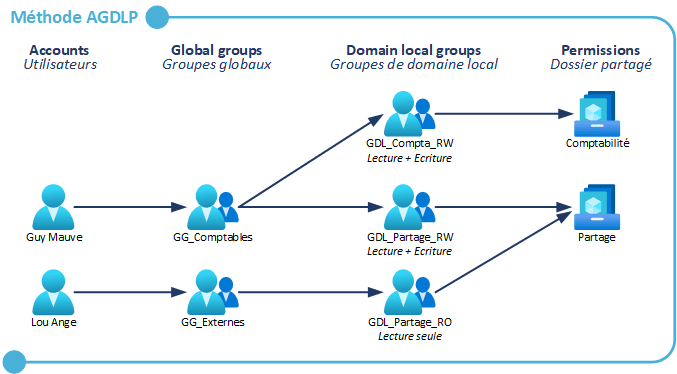 Méthode AGDLP
Accounts
Utilisateurs
Global groups
Groupes globaux
Domain local groups
Groupes de domaine local
Permissions
Dossier partagé
GDL_Compta_RW
Lecture + Ecriture
Comptabilité
Guy Mauve
GG_Comptables
GDL_Partage_RW
Lecture + Ecriture
Partage
Lou Ange
GG_Externes
GDL_Partage_RO
Lecture seule